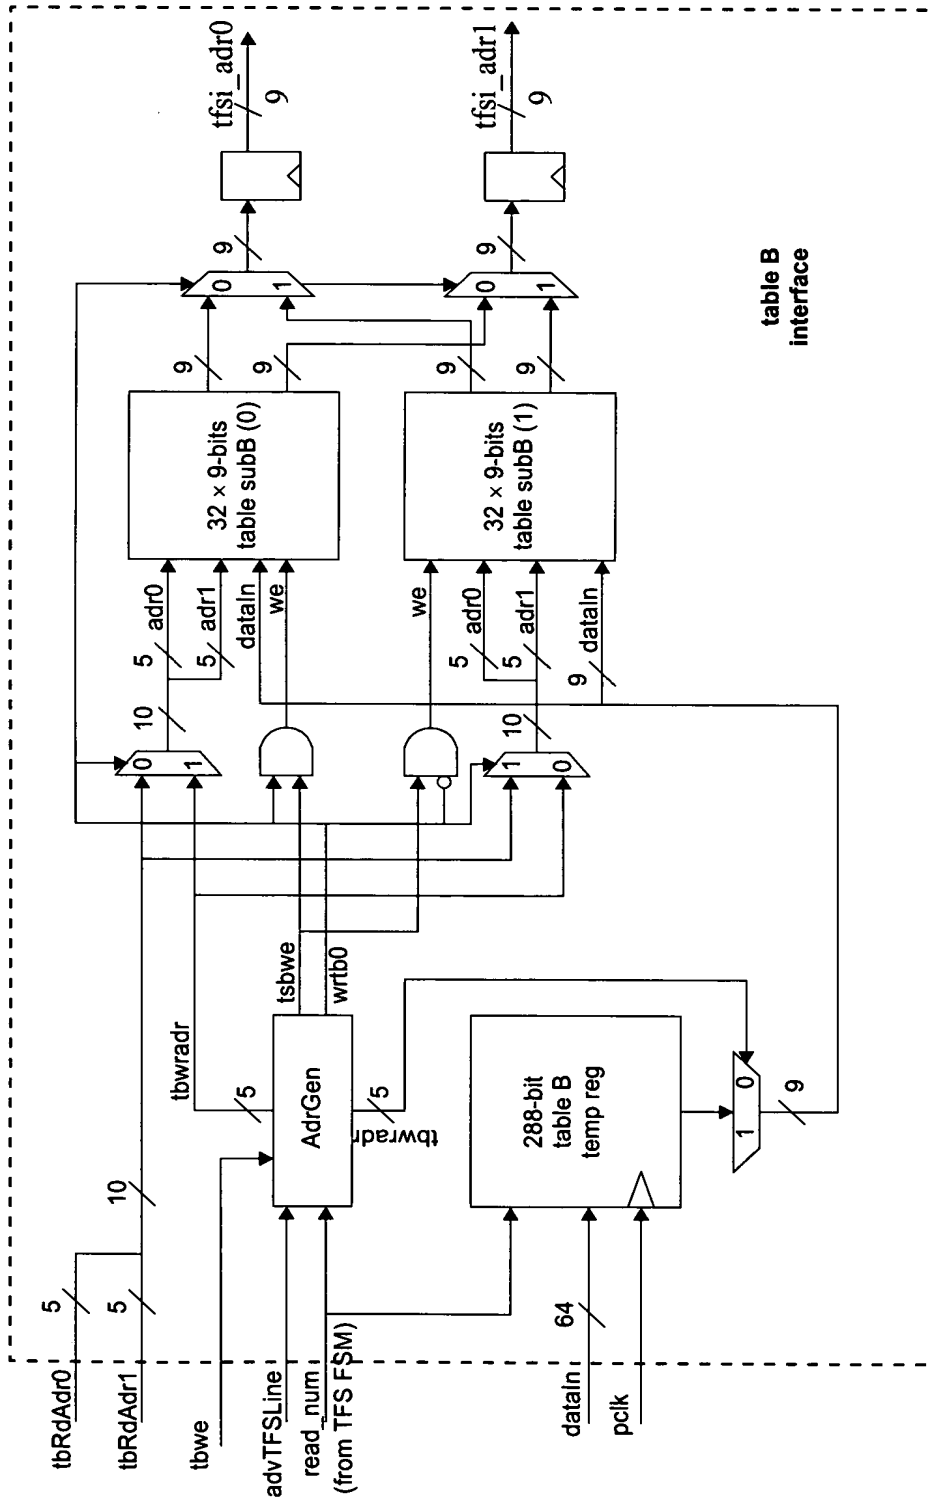 tbRdAdr0
tbRdAdr1
tbwe
advTFSLine
read_num
(from TFS FSM)
dataIn
pclk
5
5
10
64
tbwradr
5
AdrGen
5
tbwradr
tsbwe
wrtb0
288-bit
table B
temp reg
1
0
9
0
1
10
1
0
10
5
adr0
5
adr1
dataIn
we
we
5
adr0
5
adr1
9
dataIn
32 × 9-bits
table subB (0)
32 × 9-bits
table subB (1)
9
9
9
9
0
1
9
0
1
9
tfsi_adr0
9
tfsi_adr1
9
table B
interface